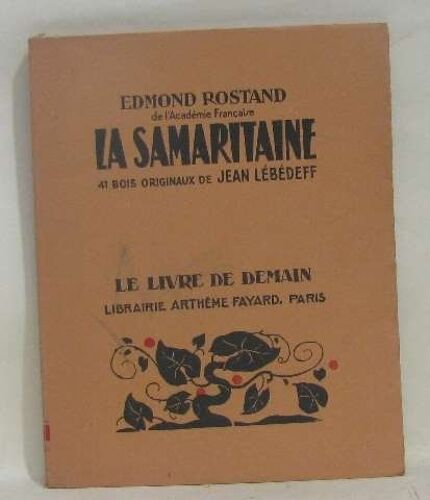 EDMOND ROSTAND
de l'Académie Française
LA SAMARITAINE
41 BOIS ORIGINAUX DE JEAN LÉBÉDEFF
LE LIVRE DE DEMAIN
LIBRAIRIE ARTHÈME FAYARD. PARIS